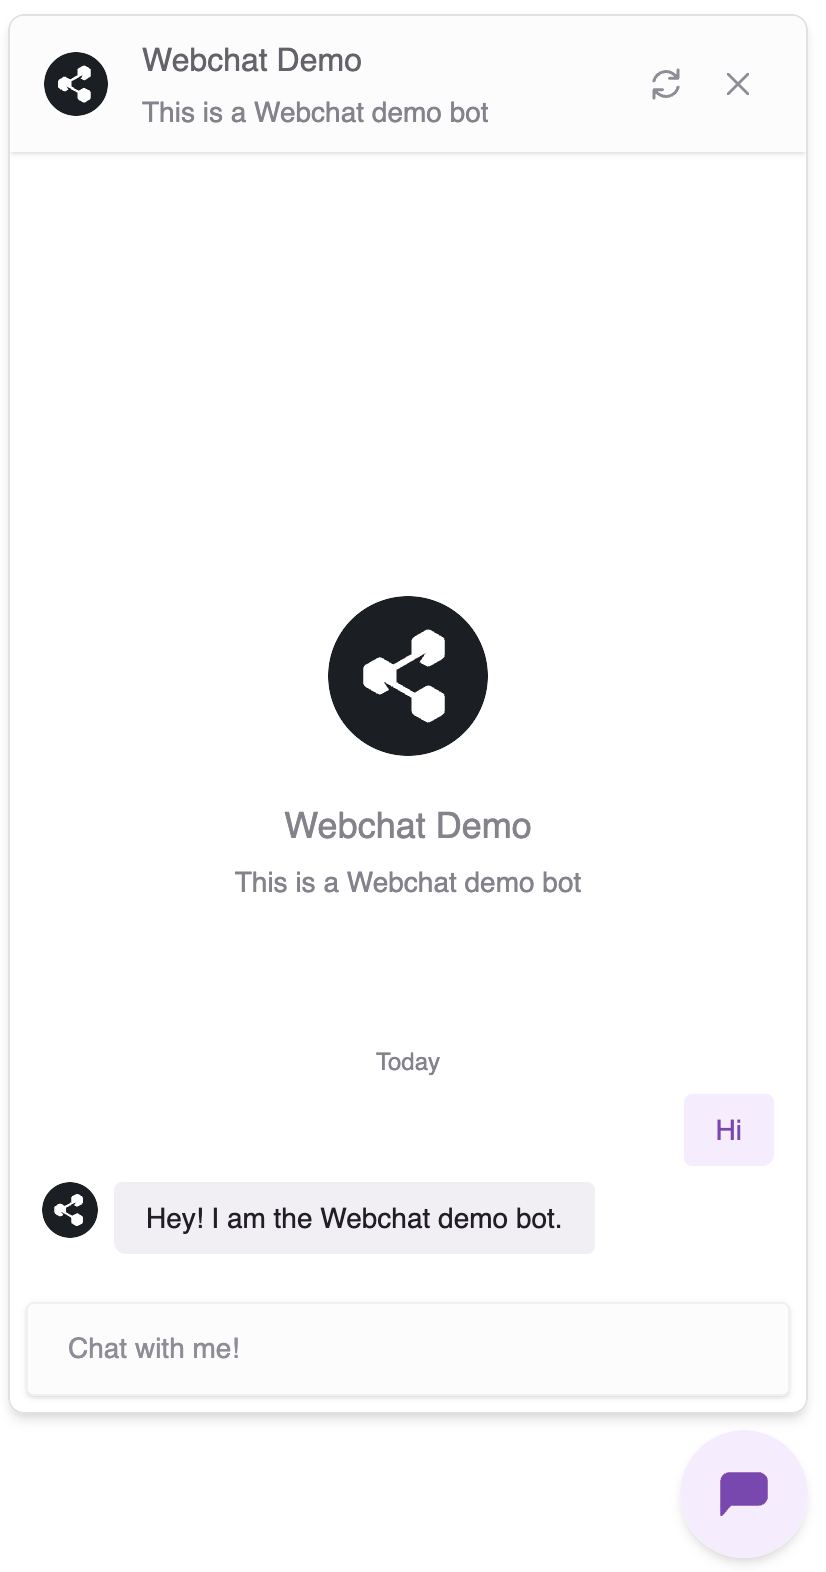 Webchat Demo
This is a Webchat demo bot
Webchat Demo
This is a Webchat demo bot
Today
Hi
Hey! I am the Webchat demo bot.
Chat with me!